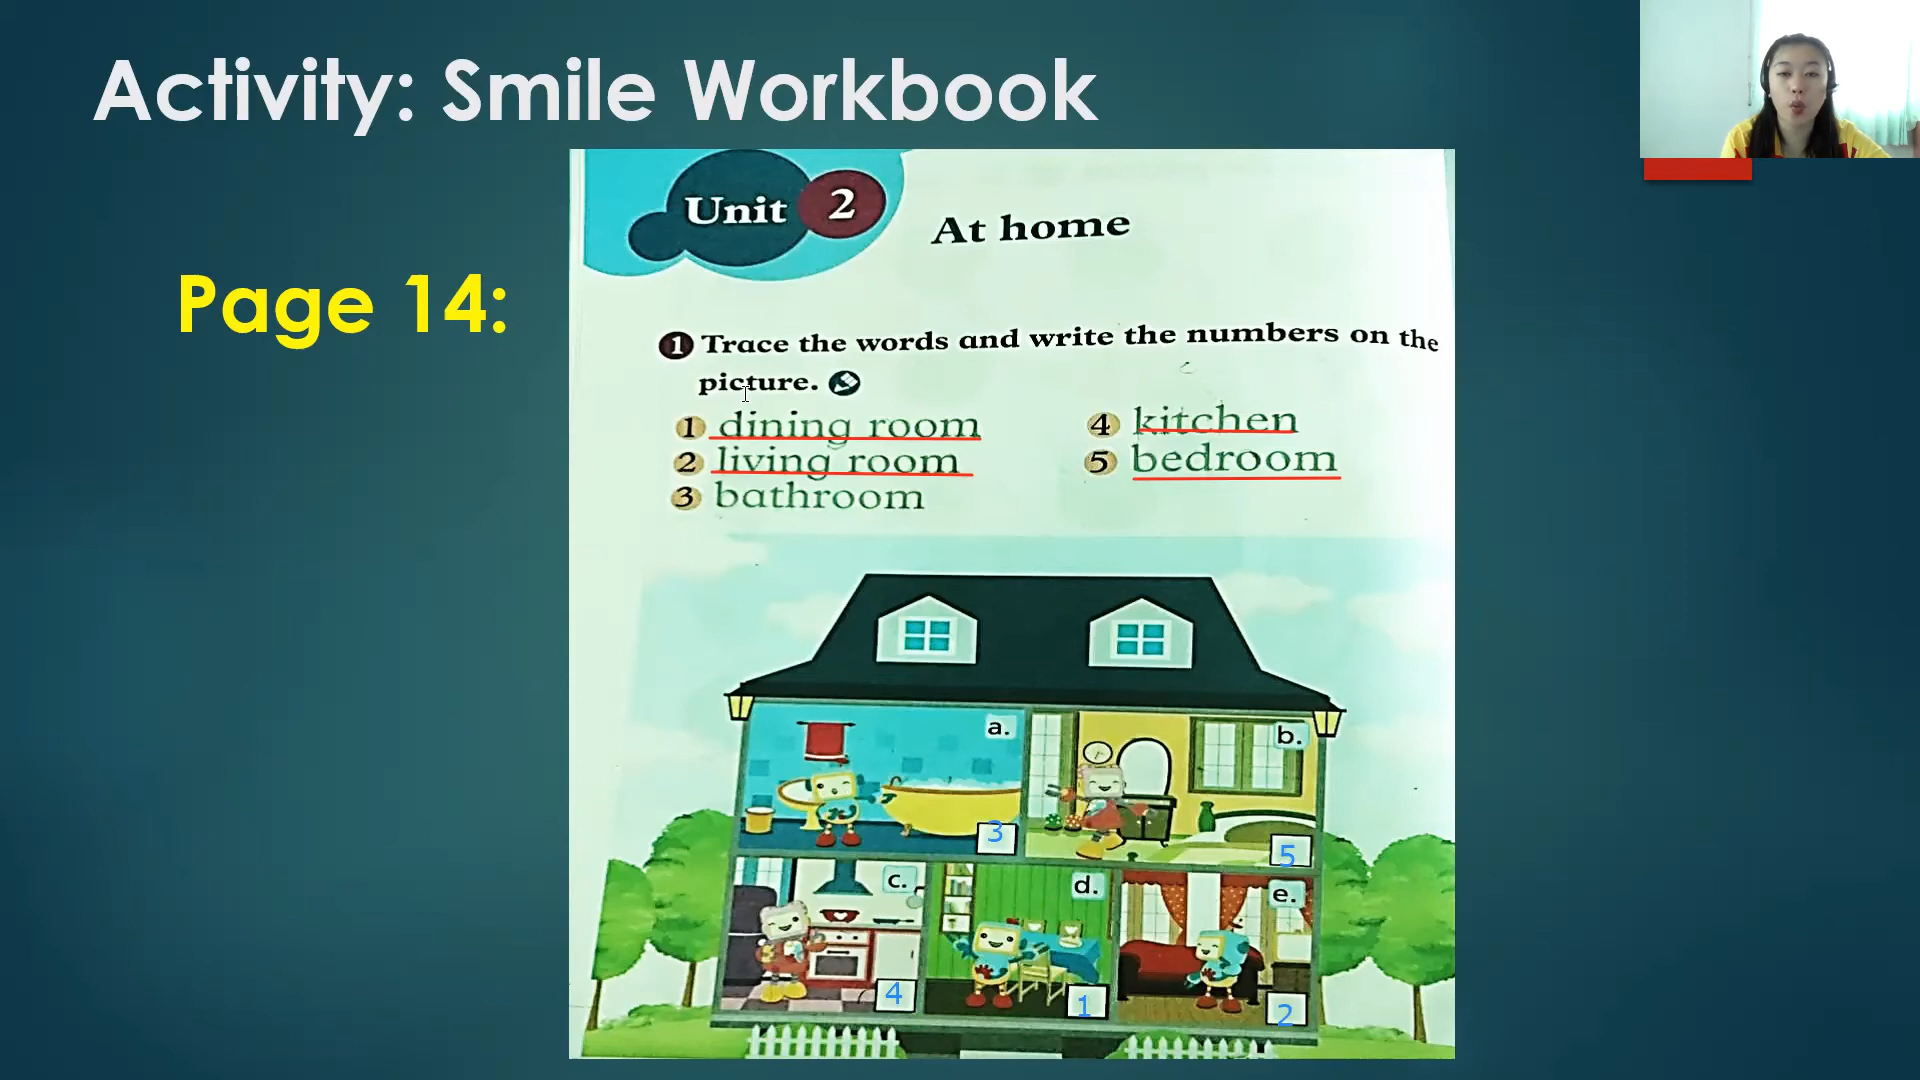 Activity: Smile Workbook
Page 14:
Unit 2
At home
1 Trace the words and write the numbers on the
picture.
1 dining room
2 living room
3 bathroom
4 kitchen
5 bedroom
a.
3
b.
5
c.
4
d.
1
e.
2